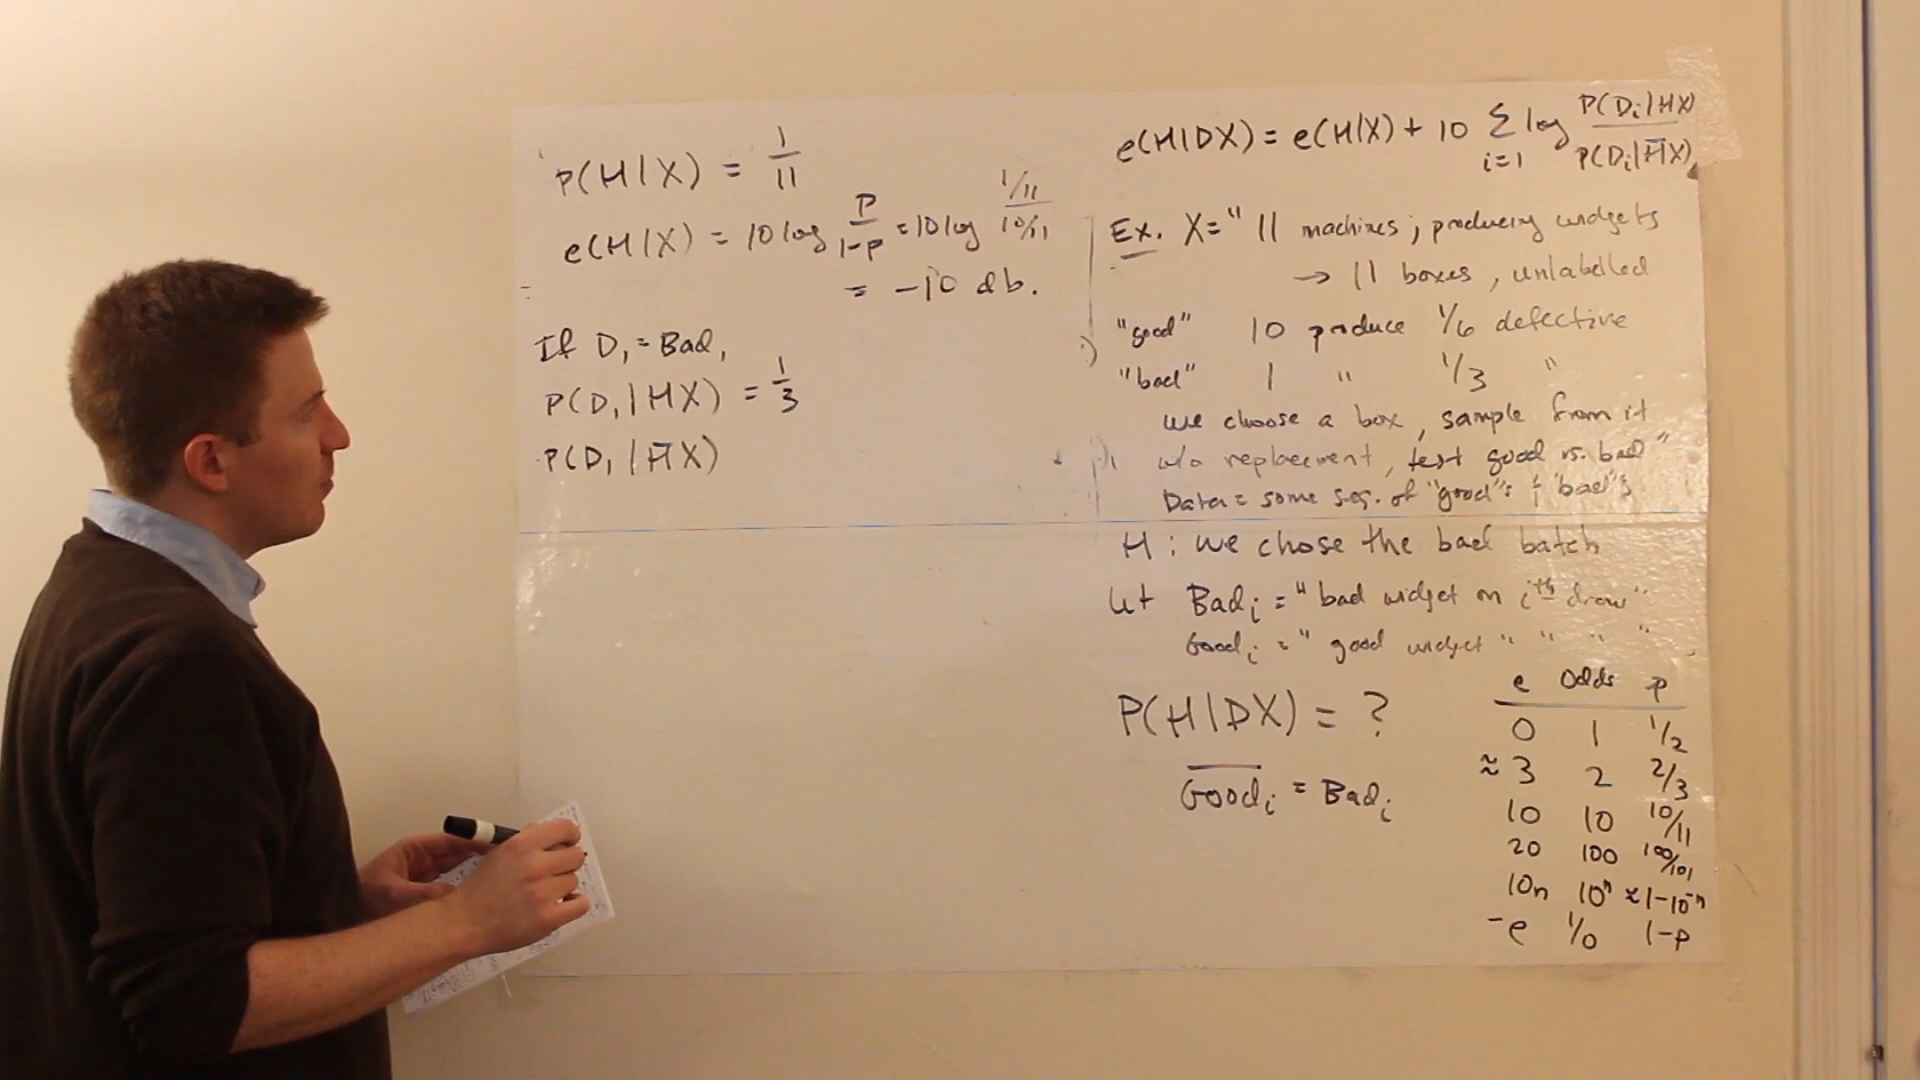 P(H|X) = 1/11
e(H|X) = 10 log P/1-P = 10 log 1/11 / 10/11
= -10 db.
If D₁ = Bad,
P(D₁|HX) = 1/3
P(D₁|H̅X)
e(H|DX) = e(H|X) + 10 Σ i=1 log P(Dᵢ|HX) / P(Dᵢ|H̅X)
Ex. X = " 11 machines; producing widgets
→ 11 boxes, unlabelled
"good" 10 produce 1/6 defective
"bad" 1 " 1/3 "
we choose a box, sample from it
w/o replacement, test good vs. bad"
Data = some seq. of "good"s & "bad"s
H : we chose the bad batch
let Badᵢ = "bad widget on iᵗʰ draw"
Goodᵢ = "good widget " " " "
P(H|DX) = ?
G̅o̅o̅d̅ᵢ = Badᵢ
e Odds p
0 1 1/2
≈ 3 2 2/3
10 10 10/11
20 100 100/101
10n 10ⁿ ≈ 1-10⁻ⁿ
-e 1/o 1-p